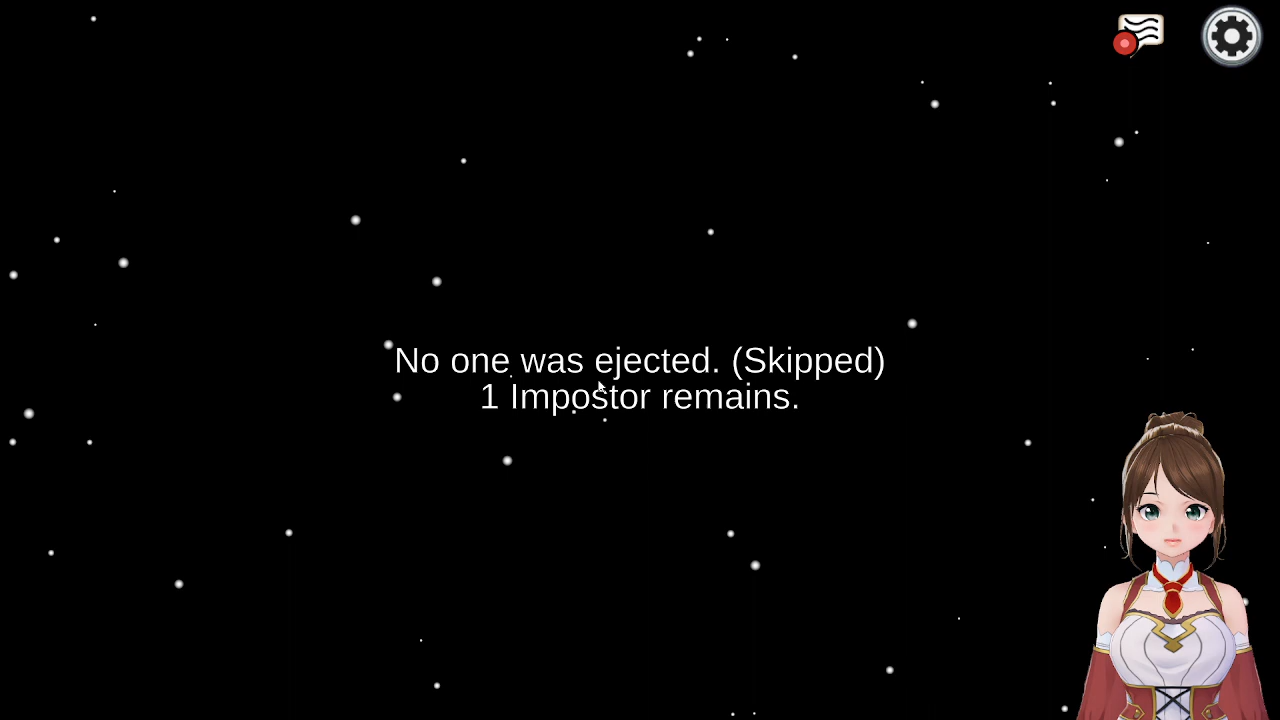 No one was ejected. (Skipped)
1 Impostor remains.